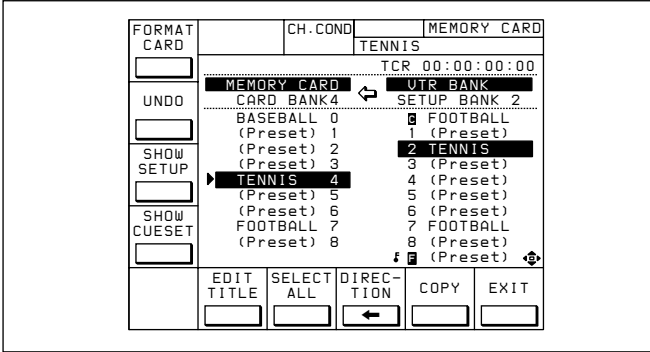 FORMAT CARD
CH.COND
MEMORY CARD
TENNIS
TCR 00:00:00:00
UNDO
MEMORY CARD
VTR BANK
CARD BANK4
SETUP BANK 2
BASEBALL 0
C FOOTBALL
(Preset) 1
1 (Preset)
(Preset) 2
2 TENNIS
SHOW SETUP
(Preset) 3
3 (Preset)
TENNIS 4
4 (Preset)
(Preset) 5
5 (Preset)
SHOW CUESET
(Preset) 6
6 (Preset)
FOOTBALL 7
7 FOOTBALL
(Preset) 8
8 (Preset)
F (Preset)
EDIT TITLE
SELECT ALL
DIREC-
TION
COPY
EXIT